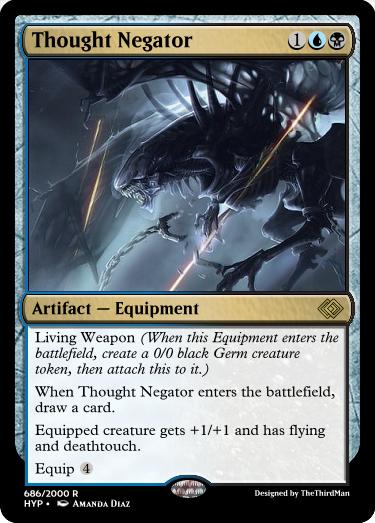 Thought Negator 1
Artifact — Equipment
Living Weapon (When this Equipment enters the
battlefield, create a 0/0 black Germ creature
token, then attach this to it.)
When Thought Negator enters the battlefield,
draw a card.
Equipped creature gets +1/+1 and has flying
and deathtouch.
Equip 4
686/2000 R
HYP • Amanda Diaz
Designed by TheThirdMan